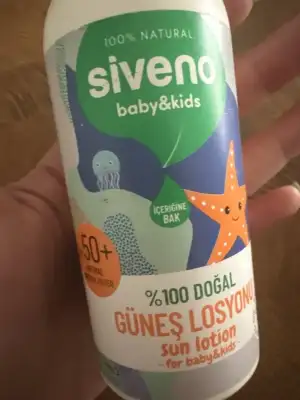 100% NATURAL
siveno
baby&kids
İÇERİĞİNE
BAK
50+
%100 DOĞAL
GÜNEŞ LOSYONU
sun lotion
- for baby&kids -